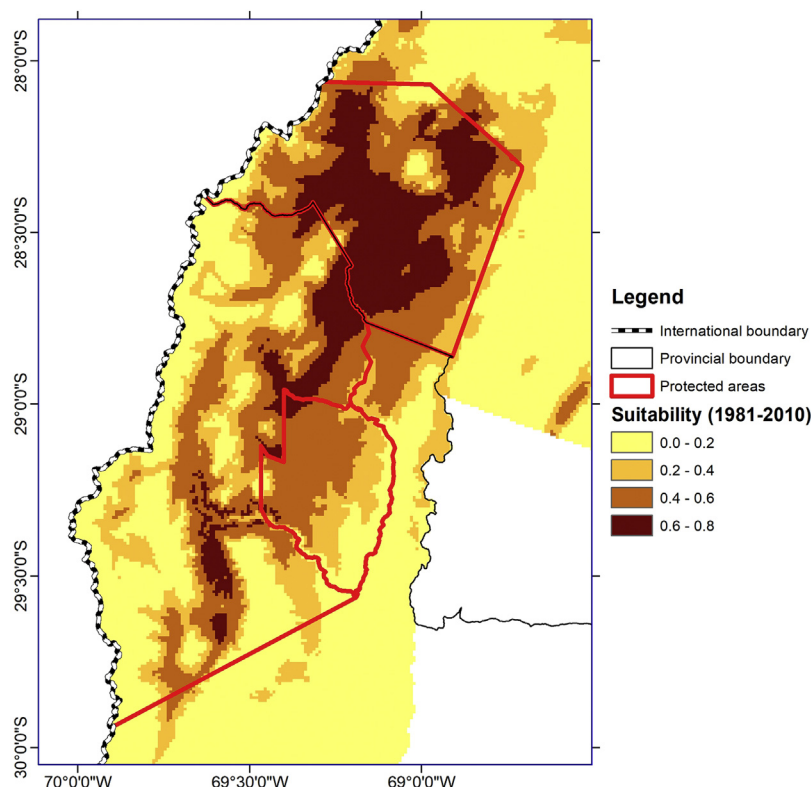 28°0'0"S
28°30'0"S
29°0'0"S
29°30'0"S
30°0'0"S
70°0'0"W
69°30'0"W
69°0'0"W
Legend
International boundary
Provincial boundary
Protected areas
Suitability (1981-2010)
0.0 - 0.2
0.2 - 0.4
0.4 - 0.6
0.6 - 0.8